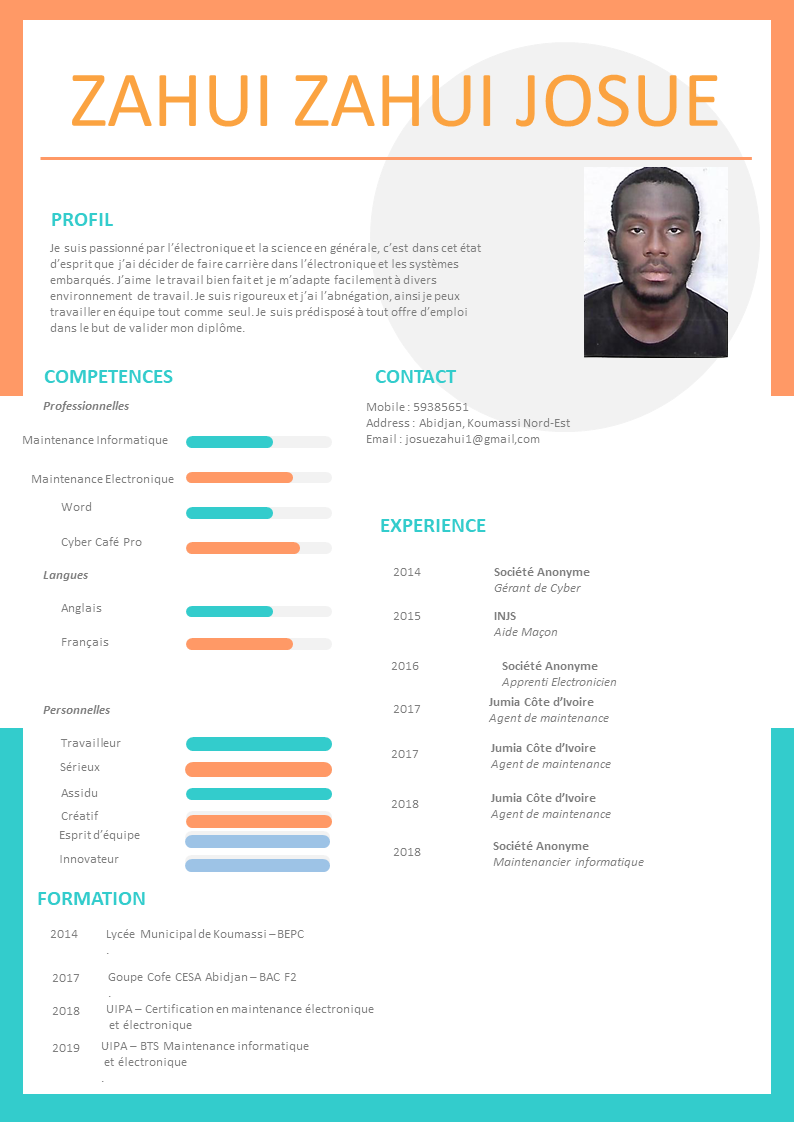 ZAHUI ZAHUI JOSUE
PROFIL
Je suis passionné par l’électronique et la science en générale, c’est dans cet état
d’esprit que j’ai décider de faire carrière dans l’électronique et les systèmes
embarqués. J’aime le travail bien fait et je m’adapte facilement à divers
environnement de travail. Je suis rigoureux et j’ai l’abnégation, ainsi je peux
travailler en équipe tout comme seul. Je suis prédisposé à tout offre d’emploi
dans le but de valider mon diplôme.
COMPETENCES
Professionnelles
Maintenance Informatique
Maintenance Electronique
Word
Cyber Café Pro
Langues
Anglais
Français
Personnelles
Travailleur
Sérieux
Assidu
Créatif
Esprit d’équipe
Innovateur
CONTACT
Mobile : 59385651
Address : Abidjan, Koumassi Nord-Est
Email : josuezahui1@gmail,com
EXPERIENCE
2014 Société Anonyme
Gérant de Cyber
2015 INJS
Aide Maçon
2016 Société Anonyme
Apprenti Electronicien
2017 Jumia Côte d’Ivoire
Agent de maintenance
2017 Jumia Côte d’Ivoire
Agent de maintenance
2018 Jumia Côte d’Ivoire
Agent de maintenance
2018 Société Anonyme
Maintenancier informatique
FORMATION
2014 Lycée Municipal de Koumassi – BEPC
.
2017 Goupe Cofe CESA Abidjan – BAC F2
.
2018 UIPA – Certification en maintenance électronique
et électronique
2019 UIPA – BTS Maintenance informatique
et électronique
.